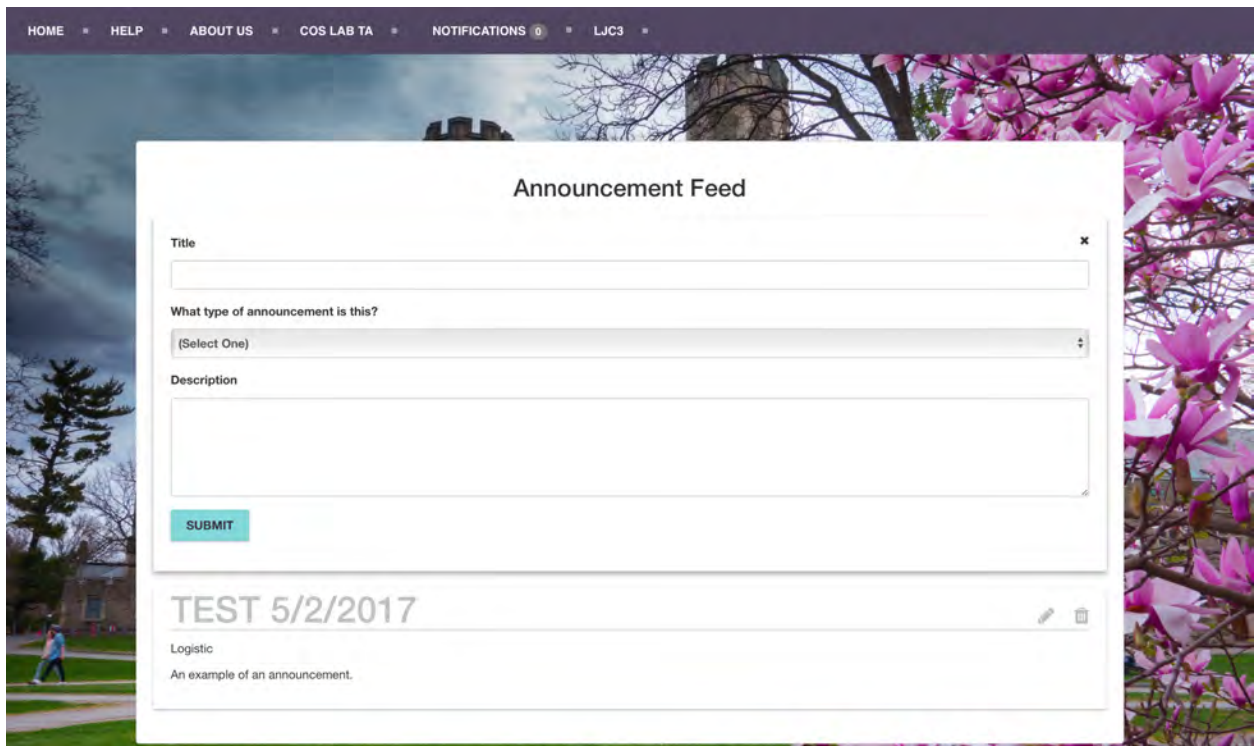 HOME HELP ABOUT US COS LAB TA NOTIFICATIONS 0 LJC3
Announcement Feed
Title
What type of announcement is this?
(Select One)
Description
SUBMIT
TEST 5/2/2017
Logistic
An example of an announcement.